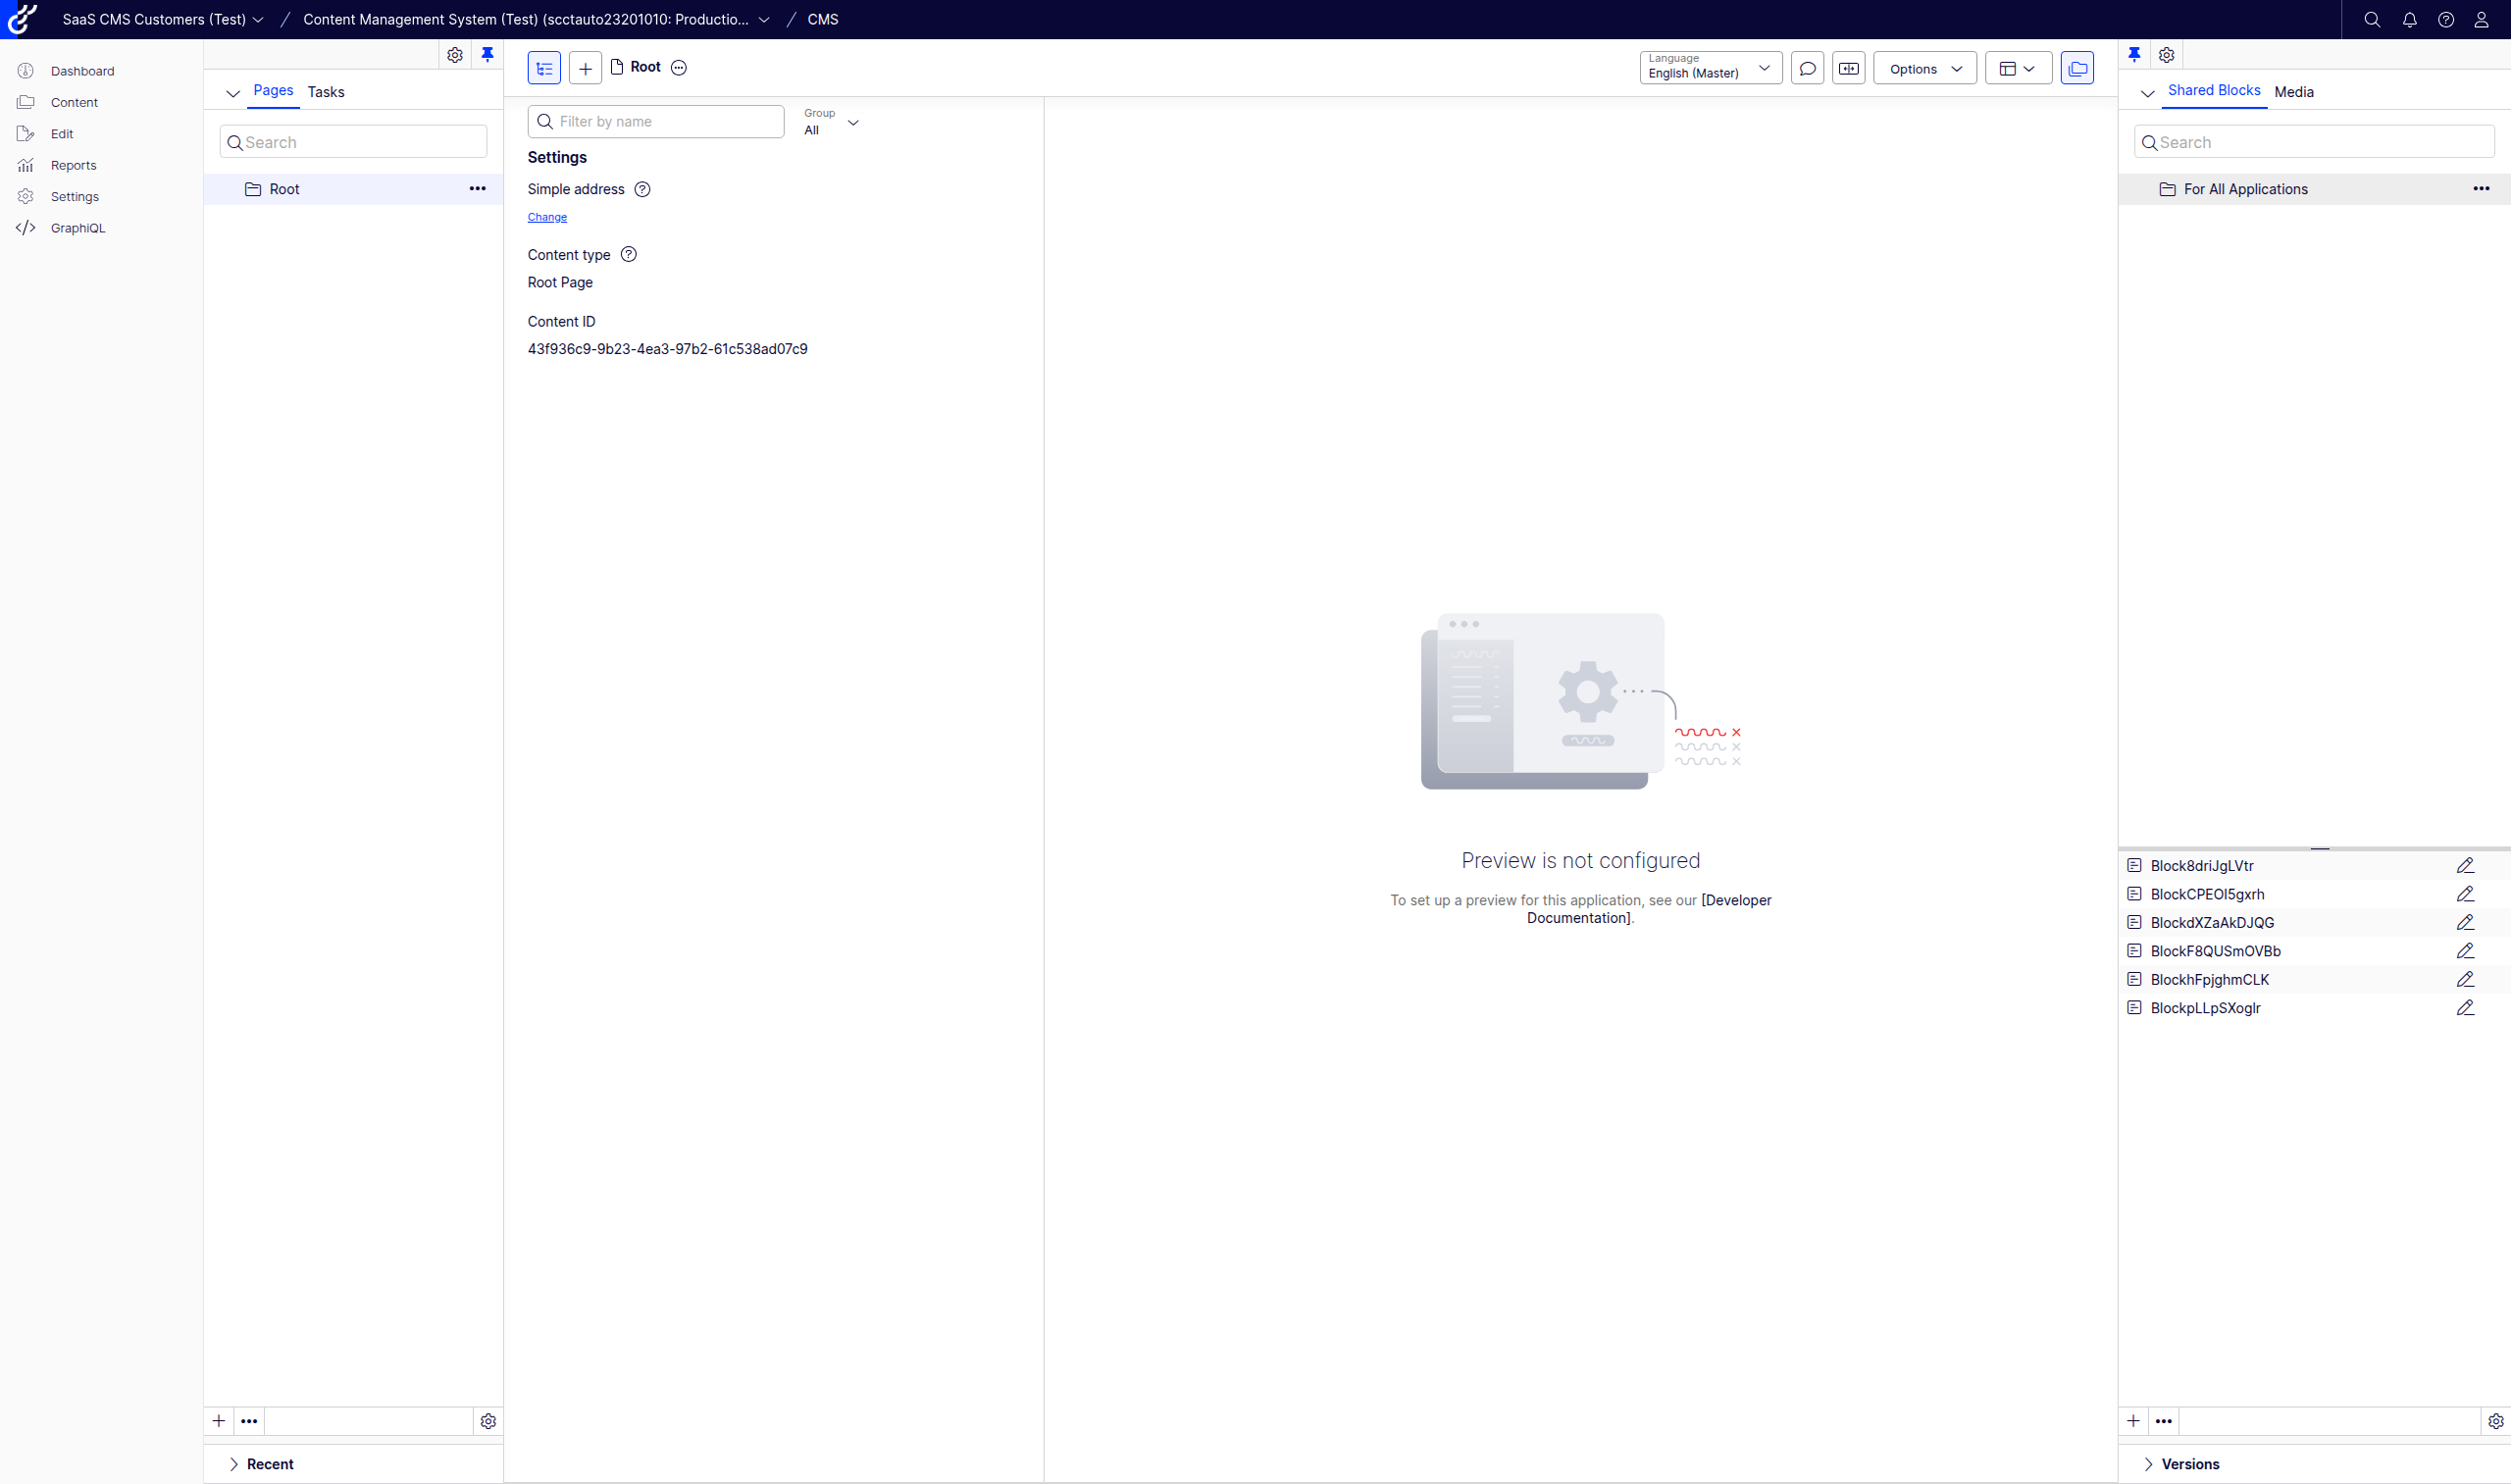 SaaS CMS Customers (Test) / Content Management System (Test) (scctauto23201010: Productio... / CMS
Dashboard
Content
Edit
Reports
Settings
GraphiQL
Pages Tasks
Search
Root
Recent
Root
Language
English (Master)
Options
Filter by name
Group
All
Settings
Simple address
Change
Content type
Root Page
Content ID
43f936c9-9b23-4ea3-97b2-61c538ad07c9
Preview is not configured
To set up a preview for this application, see our [Developer
Documentation].
Shared Blocks Media
Search
For All Applications
Block8driJgLVtr
BlockCPEOI5gxrh
BlockdXZaAkDJQG
BlockF8QUSmOVBb
BlockhFpjghmCLK
BlockpLLpSXoglr
Versions